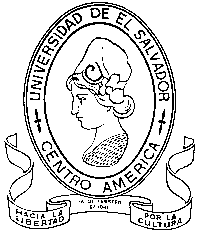 UNIVERSIDAD DE EL SALVADOR
CENTRO AMERICA
HACIA LA
LIBERTAD
POR LA
CULTURA